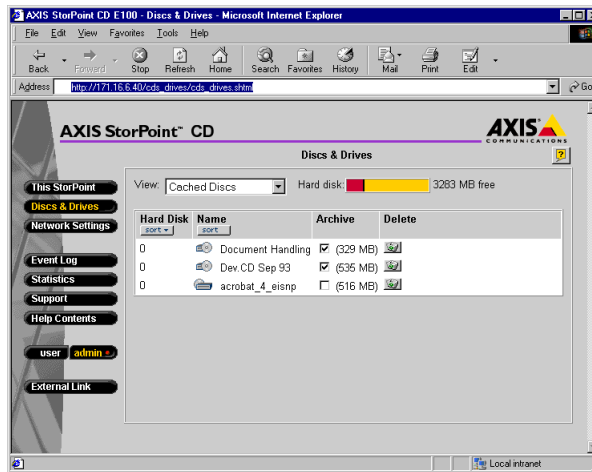 AXIS StorPoint CD E100 - Discs & Drives - Microsoft Internet Explorer
File Edit View Favorites Tools Help
Back Forward Stop Refresh Home Search Favorites History Mail Print Edit
Address http://171.16.6.40/cds_drives/cds_drives.shtml Go
AXIS StorPoint™ CD
AXIS
COMMUNICATIONS
Discs & Drives ?
View: Cached Discs Hard disk: 3283 MB free
This StorPoint
Discs & Drives
Network Settings
Event Log
Statistics
Support
Help Contents
user admin
External Link
Hard Disk Name Archive Delete
sort sort
0 Document Handling (329 MB)
0 Dev.CD Sep 93 (535 MB)
0 acrobat_4_eisnp (516 MB)
Local intranet